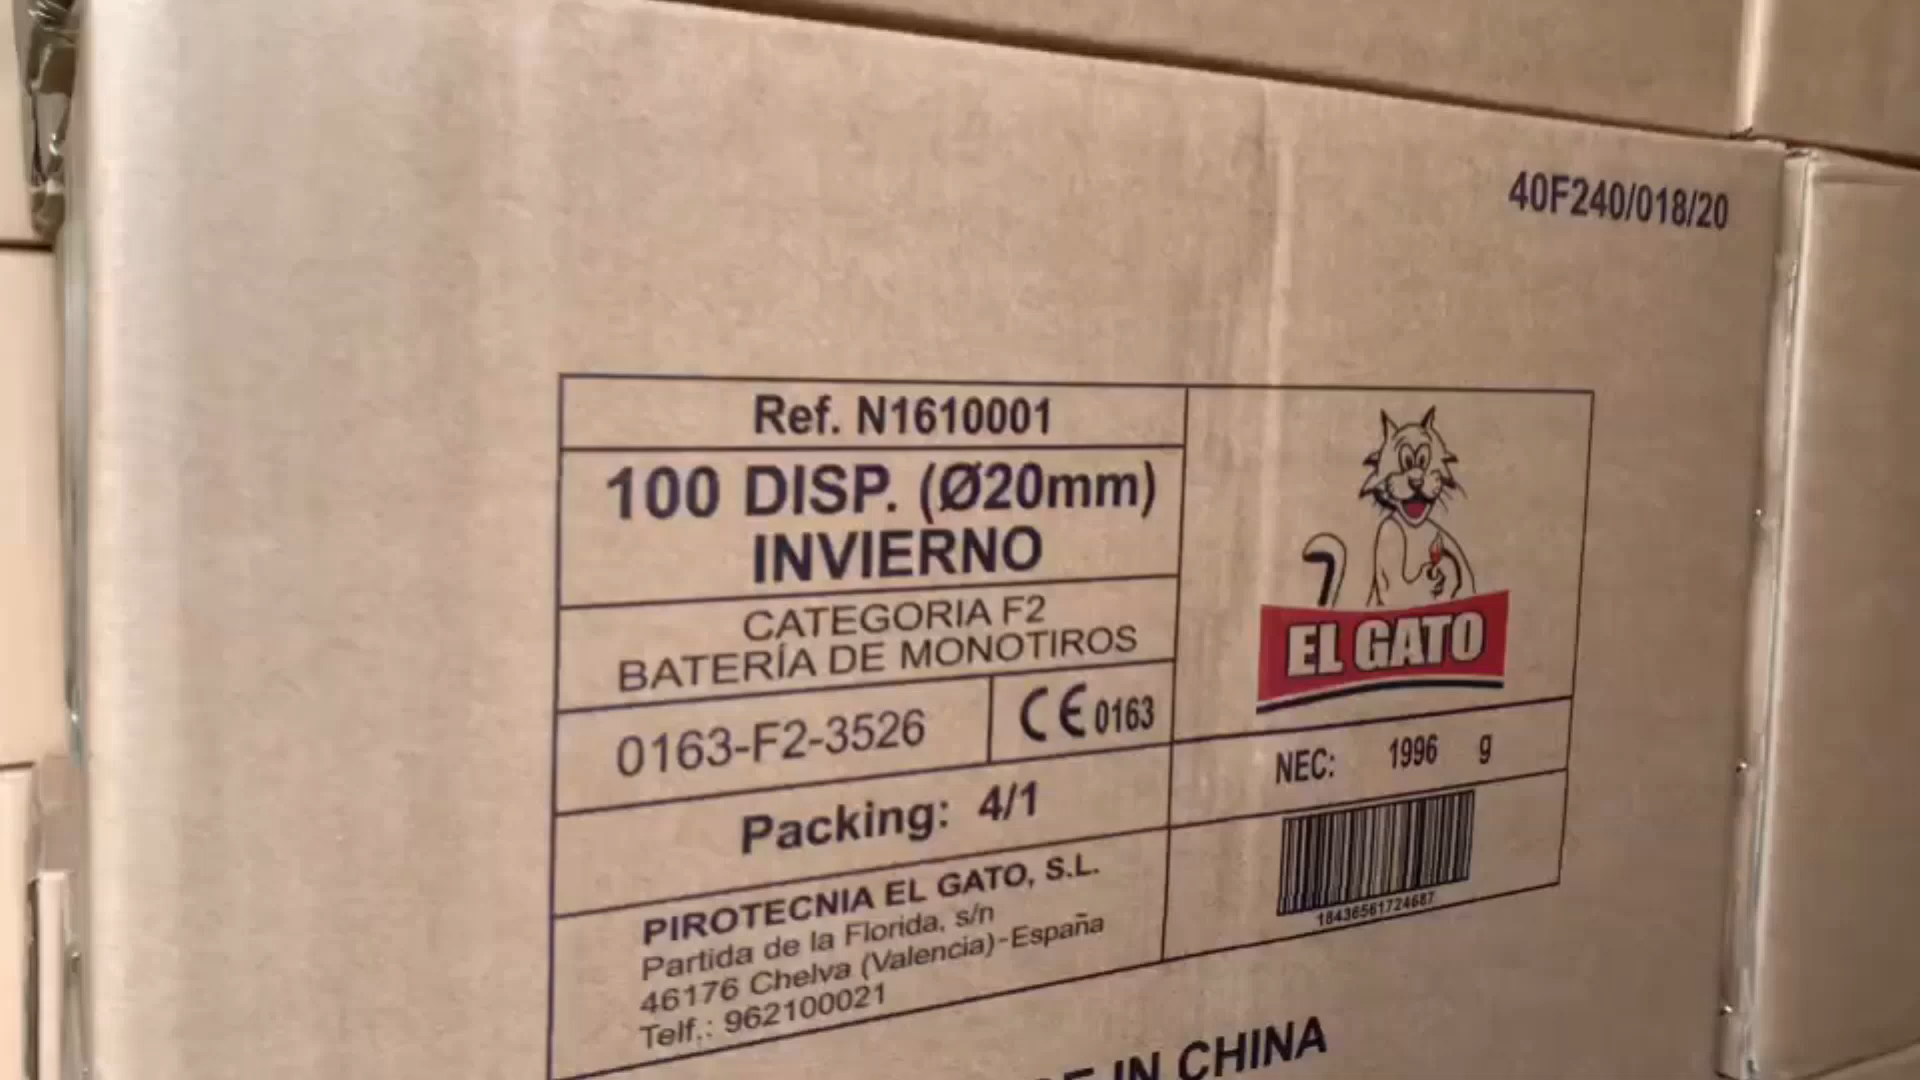 40F240/018/20
Ref. N1610001
100 DISP. (Ø20mm)
INVIERNO
CATEGORIA F2
BATERÍA DE MONOTIROS
0163-F2-3526
CE 0163
Packing: 4/1
PIROTECNIA EL GATO, S.L.
Partida de la Florida, s/n
46176 Chelva (Valencia)-España
Telf.: 962100021
EL GATO
NEC: 1996 g
18436561724687
IN CHINA